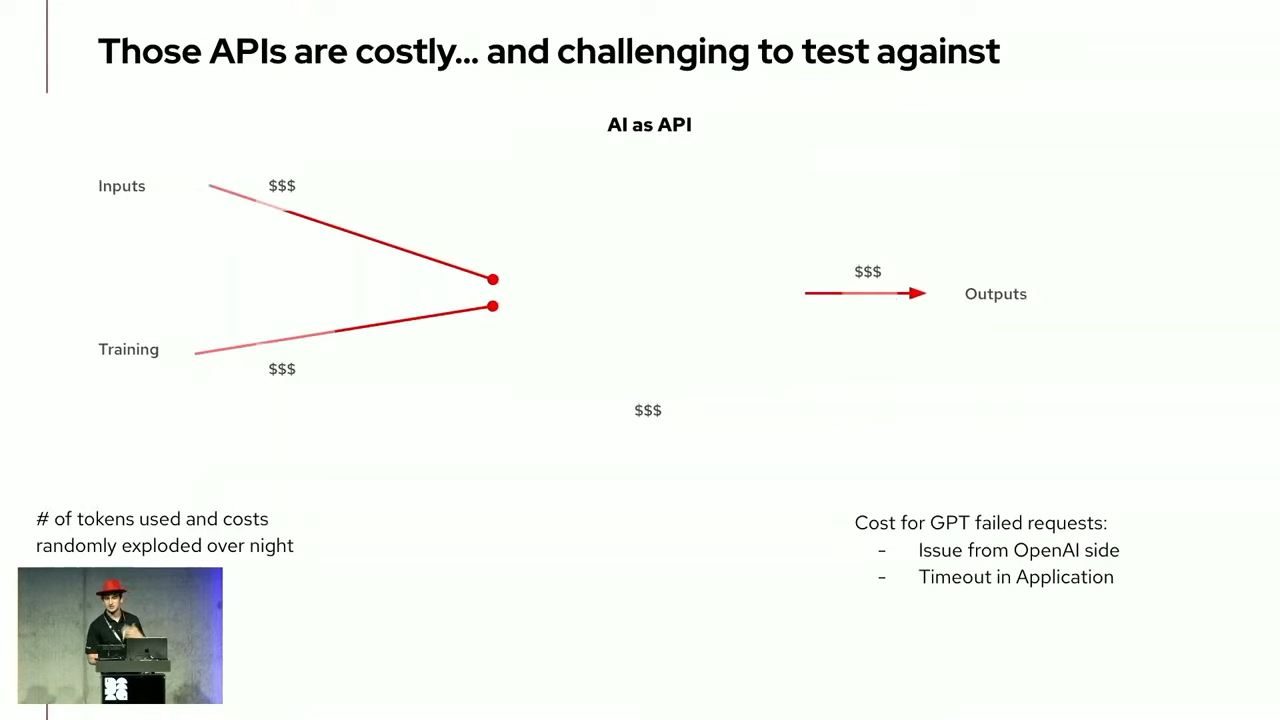 Those APIs are costly... and challenging to test against
AI as API
Inputs
$$$
$$$
Outputs
Training
$$$
$$$
# of tokens used and costs
randomly exploded over night
Cost for GPT failed requests:
- Issue from OpenAI side
- Timeout in Application